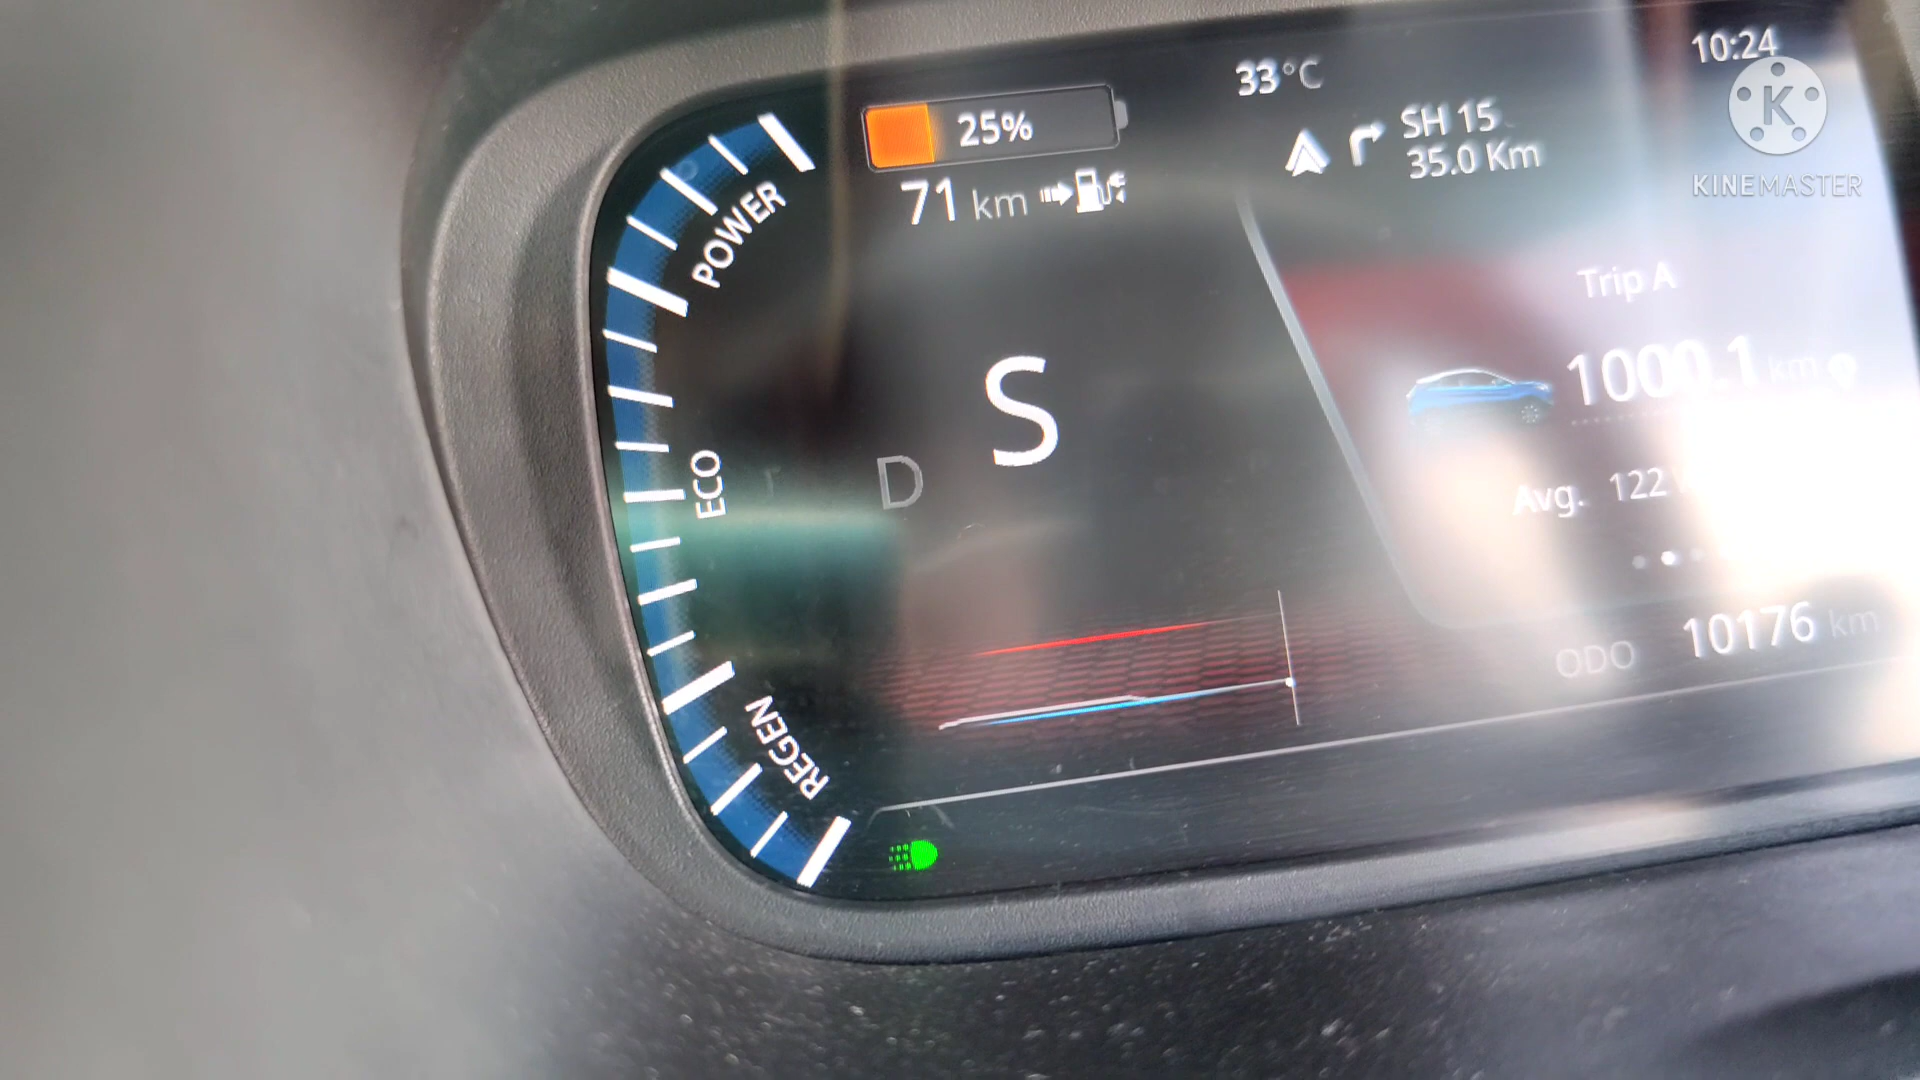 33°C
10:24
25%
SH 15
35.0 Km
71 km
K
KINEMASTER
POWER
Trip A
1000.1 km
S
D
ECO
Avg. 122
ODO 10176 km
REGEN